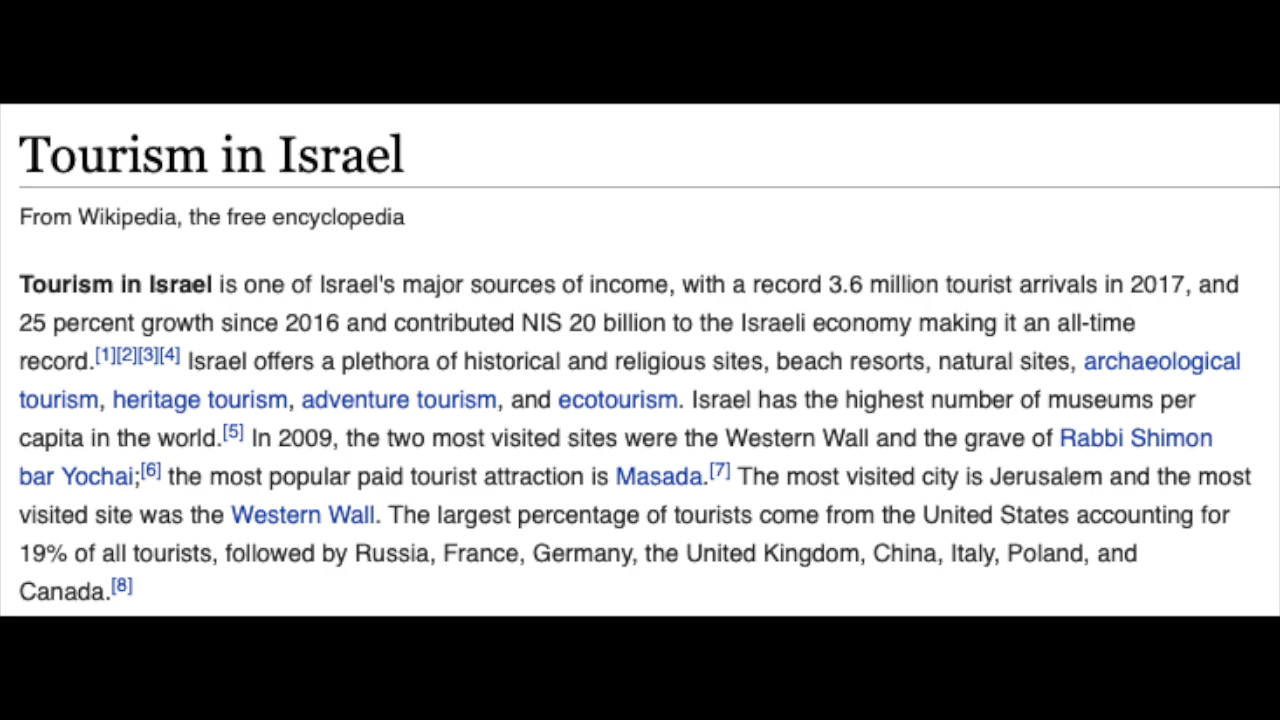 Tourism in Israel
From Wikipedia, the free encyclopedia
Tourism in Israel is one of Israel's major sources of income, with a record 3.6 million tourist arrivals in 2017, and
25 percent growth since 2016 and contributed NIS 20 billion to the Israeli economy making it an all-time
record.[1][2][3][4] Israel offers a plethora of historical and religious sites, beach resorts, natural sites, archaeological
tourism, heritage tourism, adventure tourism, and ecotourism. Israel has the highest number of museums per
capita in the world.[5] In 2009, the two most visited sites were the Western Wall and the grave of Rabbi Shimon
bar Yochai;[6] the most popular paid tourist attraction is Masada.[7] The most visited city is Jerusalem and the most
visited site was the Western Wall. The largest percentage of tourists come from the United States accounting for
19% of all tourists, followed by Russia, France, Germany, the United Kingdom, China, Italy, Poland, and
Canada.[8]